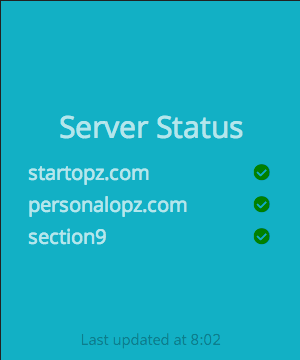 Server Status
startopz.com
personalopz.com
section9
Last updated at 8:02